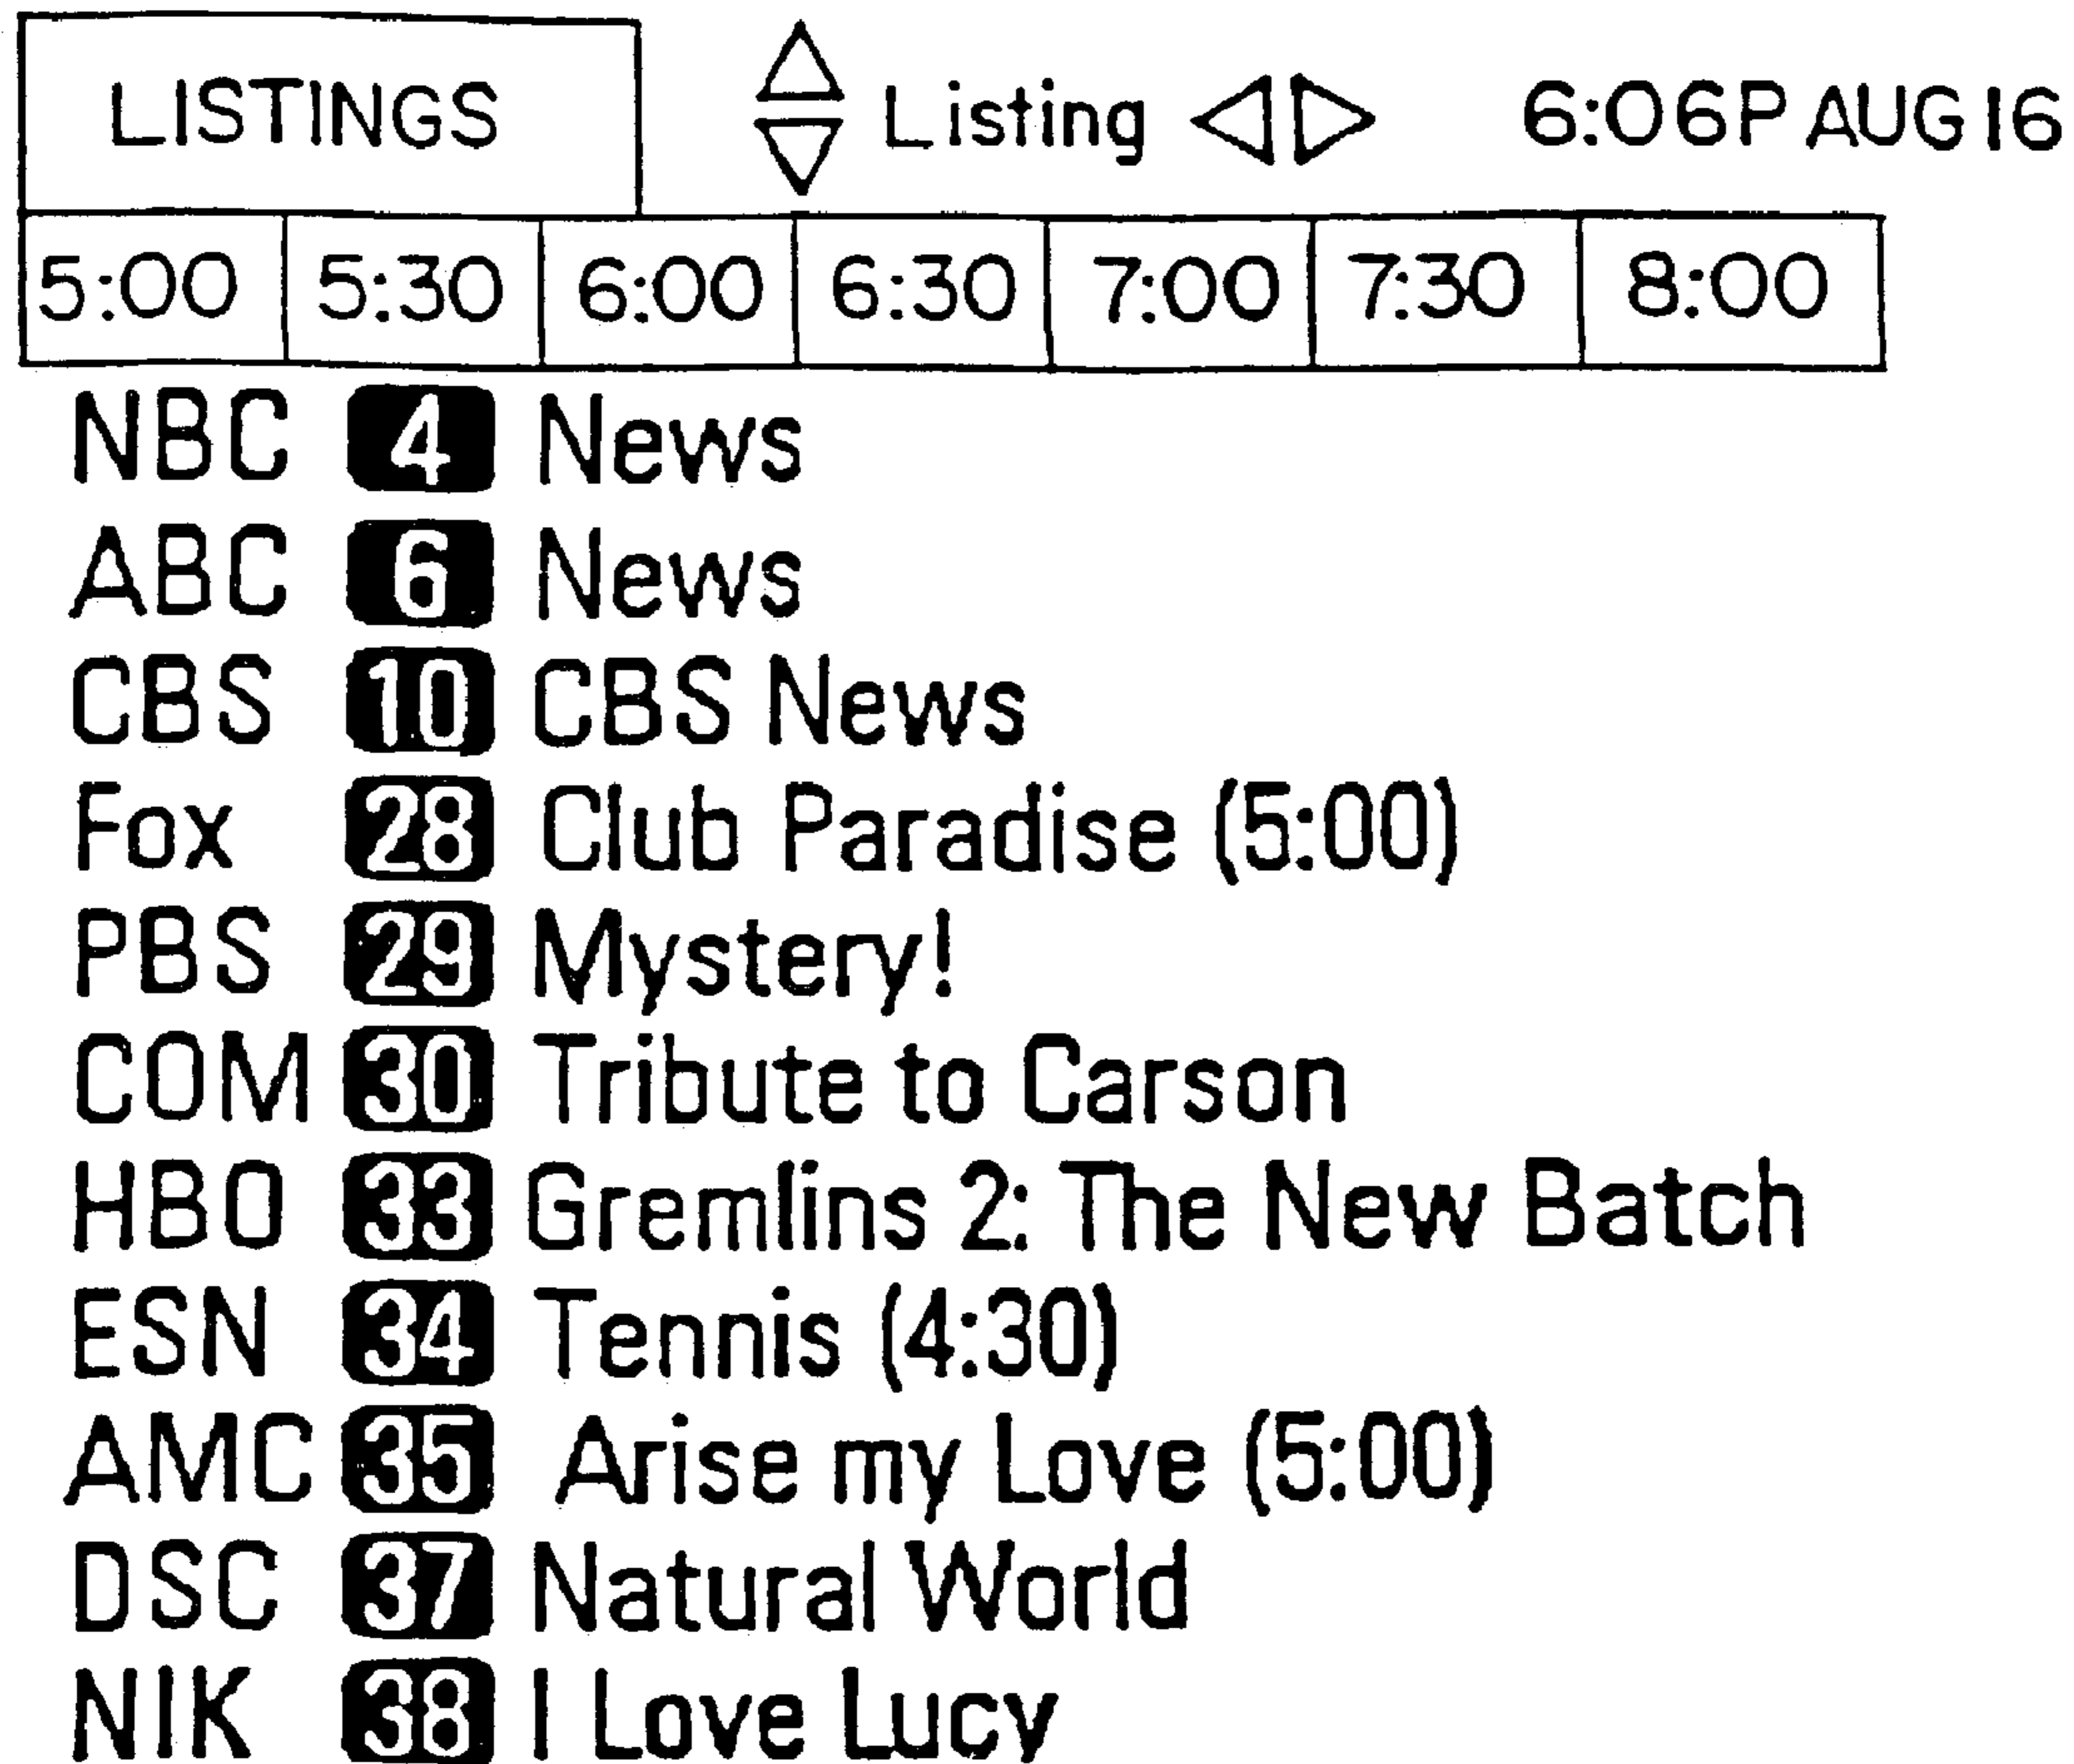 LISTINGS Listing 6:06P AUG 16
5:00 5:30 6:00 6:30 7:00 7:30 8:00
NBC 4 News
ABC 6 News
CBS 10 CBS News
Fox 28 Club Paradise (5:00)
PBS 29 Mystery!
COM 30 Tribute to Carson
HBO 33 Gremlins 2: The New Batch
ESN 34 Tennis (4:30)
AMC 35 Arise my Love (5:00)
DSC 37 Natural World
NIK 38 I Love Lucy